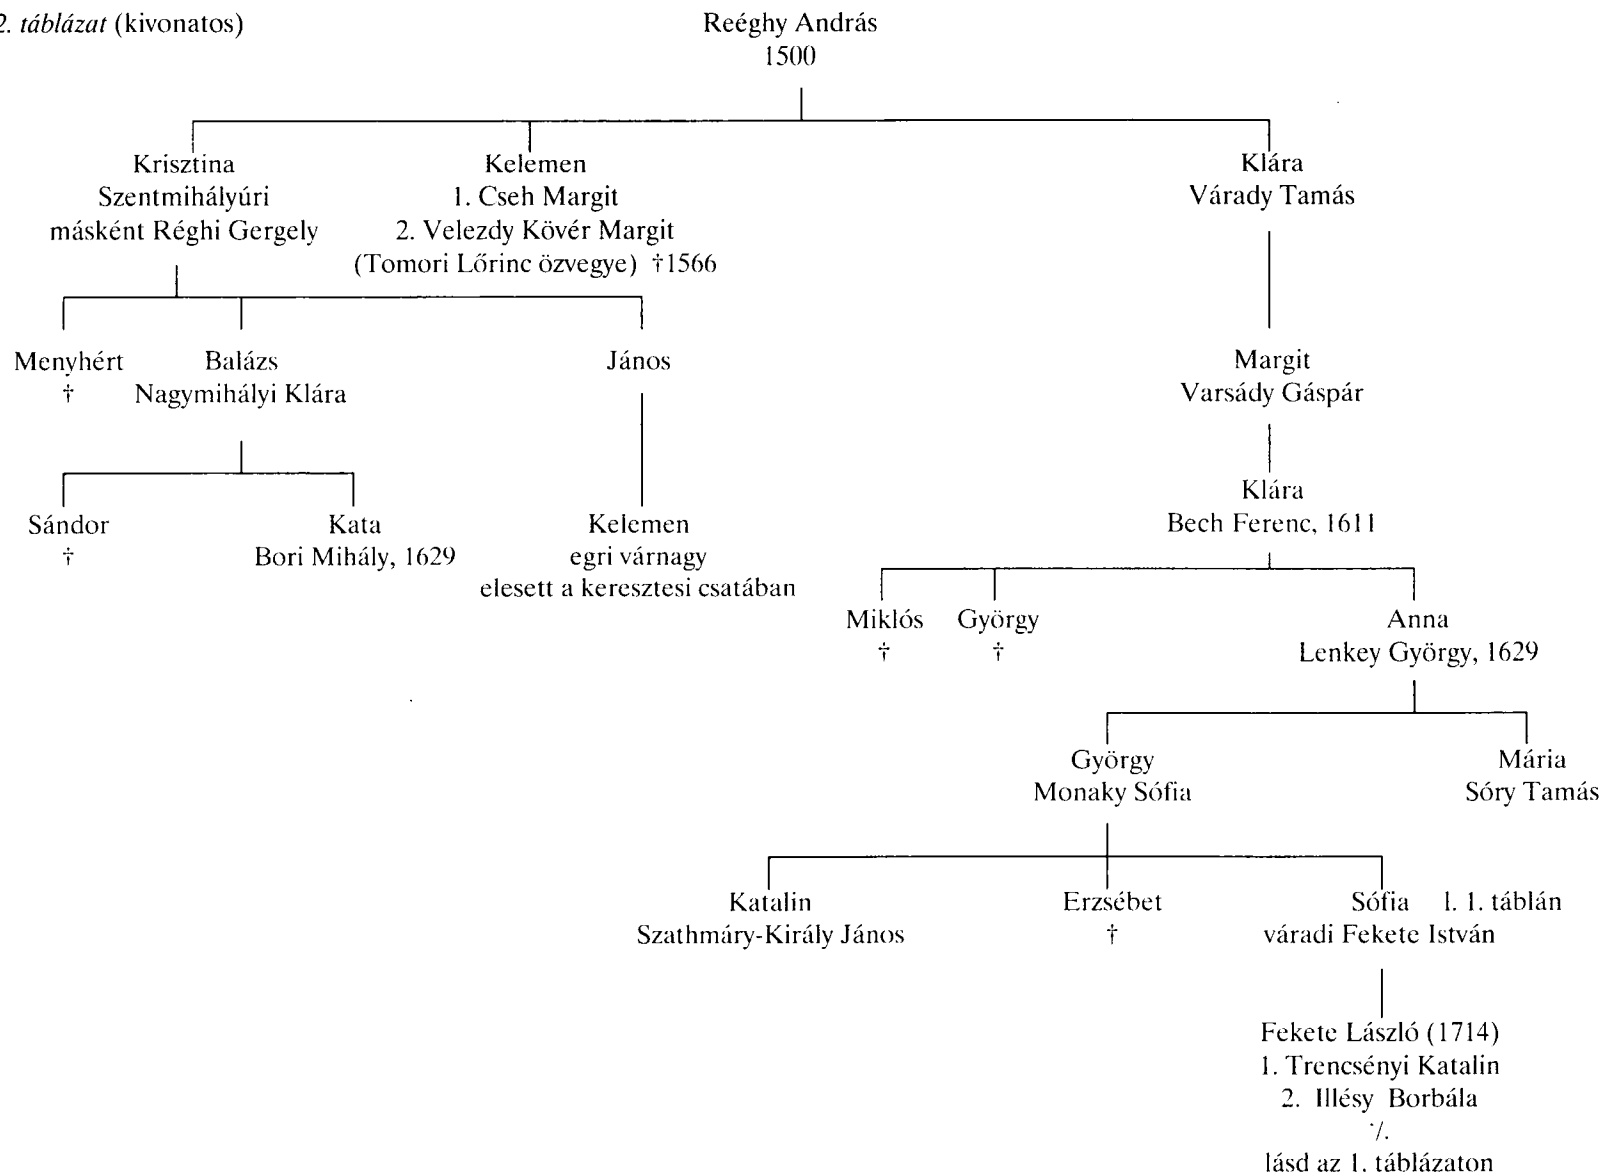 2. táblázat (kivonatos)
Reéghy András
1500
Krisztina
Szentmihályúri
másként Réghi Gergely
Kelemen
1. Cseh Margit
2. Velezdy Kövér Margit
(Tomori Lőrinc özvegye) †1566
Klára
Várady Tamás
Menyhért
†
Balázs
Nagymihályi Klára
János
Margit
Varsády Gáspár
Sándor
†
Kata
Bori Mihály, 1629
Kelemen
egri várnagy
elesett a keresztesi csatában
Klára
Bech Ferenc, 1611
Miklós
†
György
†
Anna
Lenkey György, 1629
György
Monaky Sófia
Mária
Sóry Tamás
Katalin
Szathmáry-Király János
Erzsébet
†
Sófia l. 1. táblán
váradi Fekete István
Fekete László (1714)
1. Trencsényi Katalin
2. Illésy Borbála
·/.
lásd az 1. táblázaton